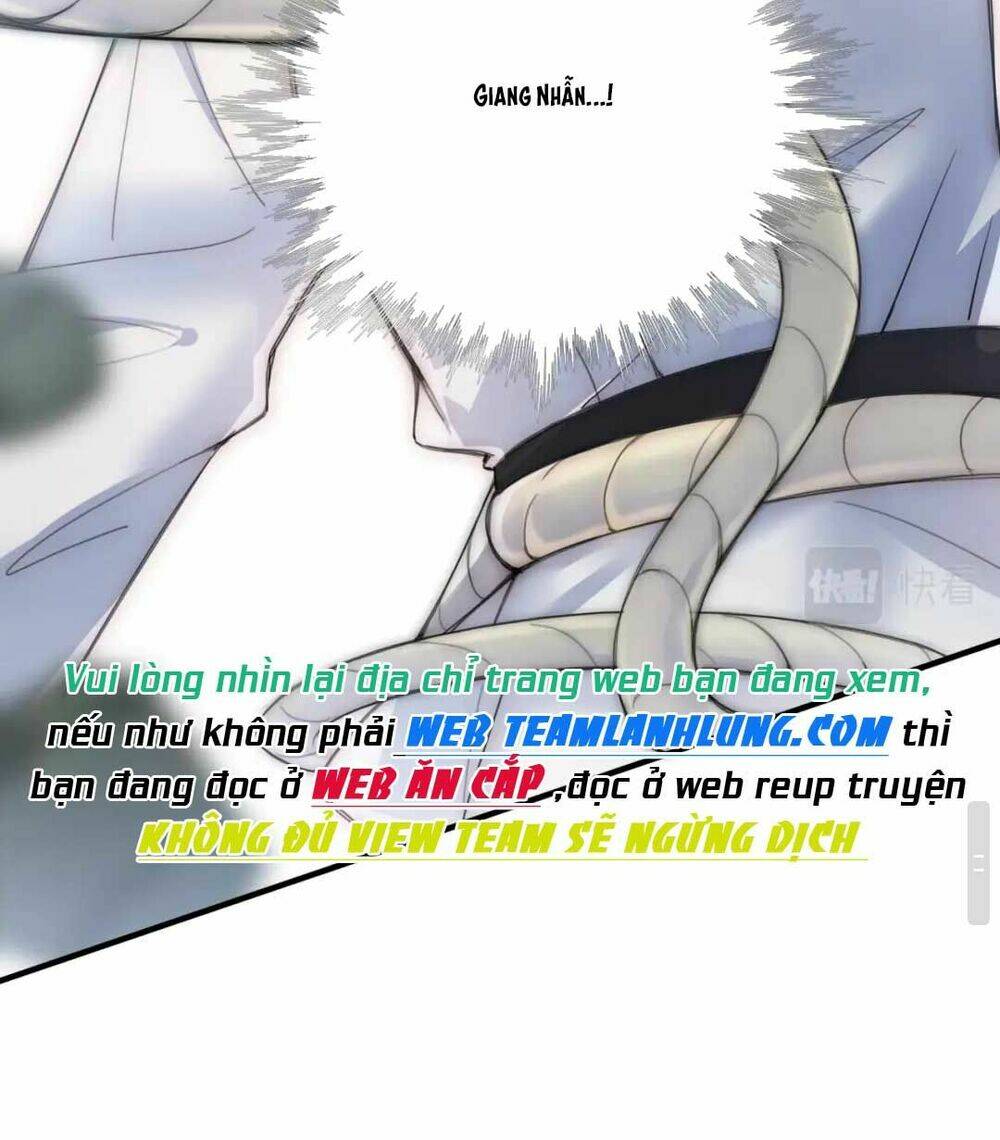 Giang Nhẫn...!
快看! 快看
Vui lòng nhìn lại địa chỉ trang web bạn đang xem,
nếu như không phải WEB TEAMLANHLUNG.COM thì
bạn đang đọc ở WEB ĂN CẮP ,đọc ở web reup truyện
KHÔNG ĐỦ VIEW TEAM SẼ NGỪNG DỊCH